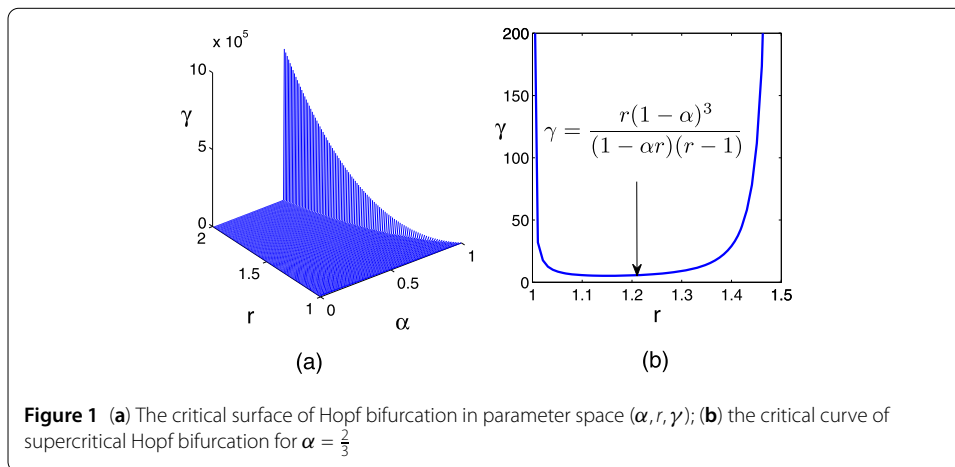 x 10⁵
10
5
0
γ
2
1.5
1
r
0
0.5
1
α
(a)
200
150
100
50
0
γ
γ = r(1 − α)³ / (1 − αr)(r − 1)
1 1.1 1.2 1.3 1.4 1.5
r
(b)
Figure 1 (a) The critical surface of Hopf bifurcation in parameter space (α, r, γ); (b) the critical curve of
supercritical Hopf bifurcation for α = 2/3